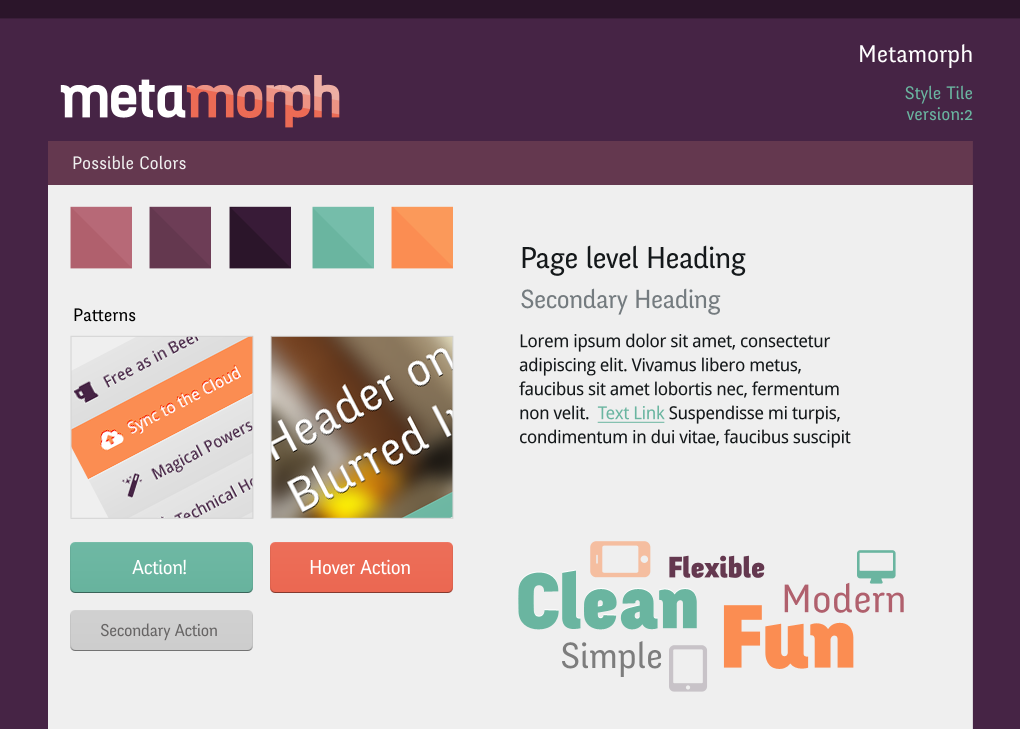 Metamorph
metamorph
Style Tile
version:2
Possible Colors
Page level Heading
Secondary Heading
Patterns
Lorem ipsum dolor sit amet, consectetur
adipiscing elit. Vivamus libero metus,
faucibus sit amet lobortis nec, fermentum
non velit. Text Link Suspendisse mi turpis,
condimentum in dui vitae, faucibus suscipit
Free as in Beer
Sync to the Cloud
Magical Powers
Technical
Header on
Blurred
Action!
Hover Action
Secondary Action
Flexible
Clean
Modern
Fun
Simple